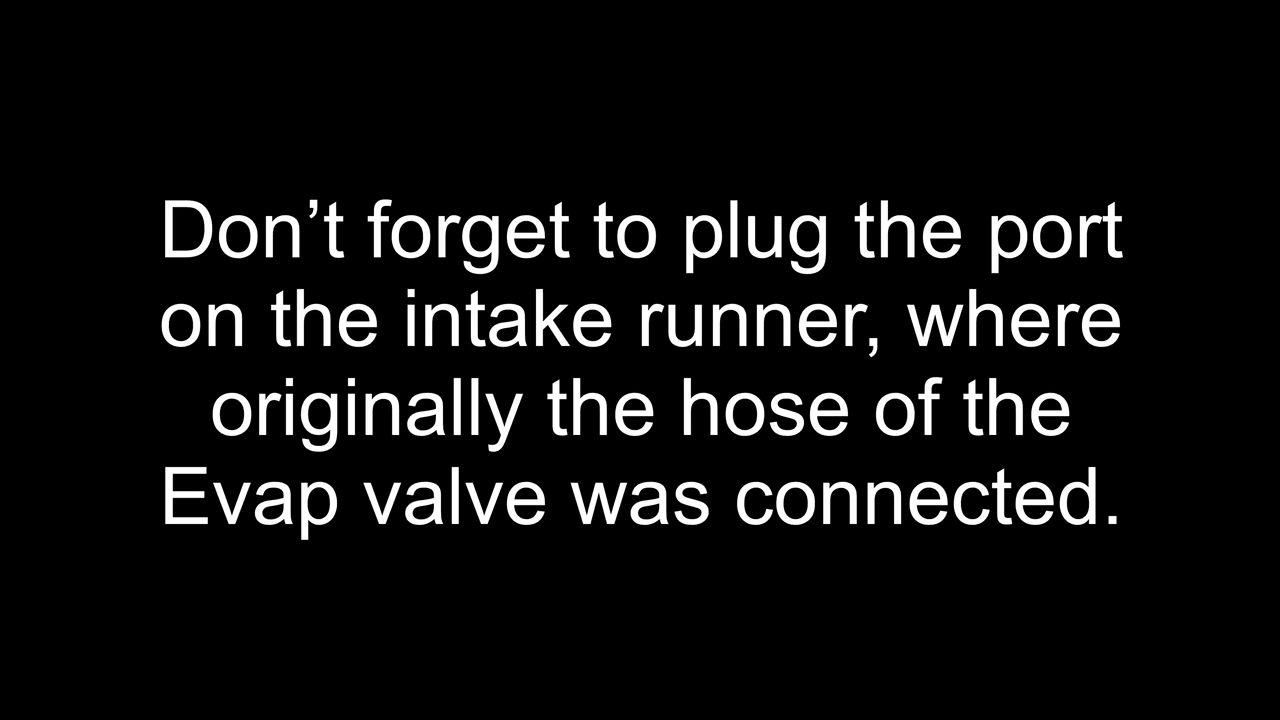 Don’t forget to plug the port
on the intake runner, where
originally the hose of the
Evap valve was connected.